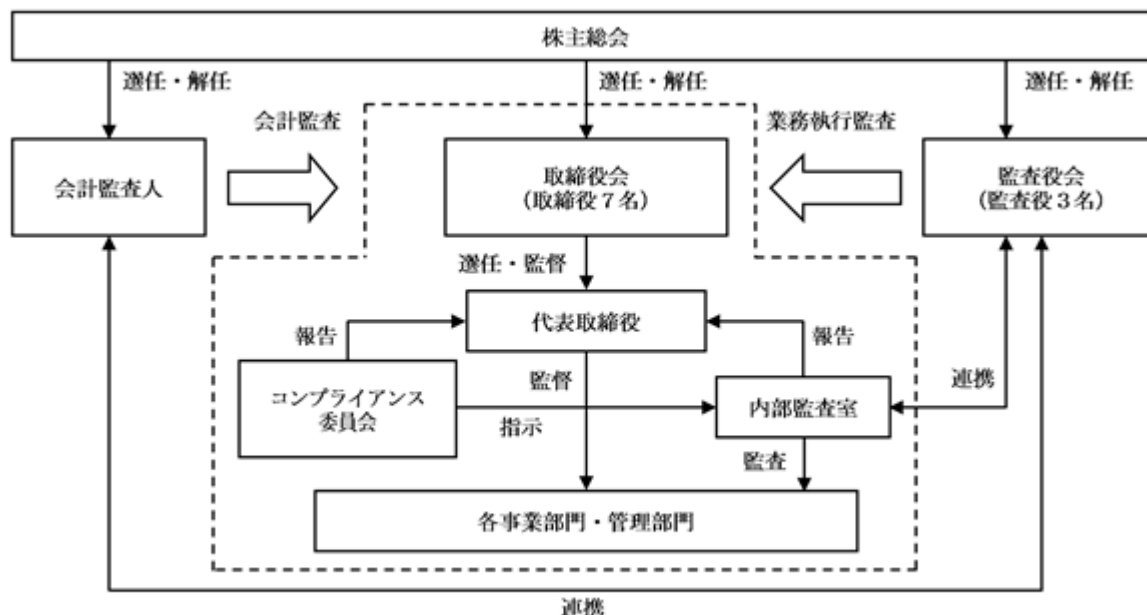 株主総会
選任・解任
選任・解任
選任・解任
会計監査
業務執行監査
会計監査人
取締役会
(取締役7名)
監査役会
(監査役3名)
選任・監督
代表取締役
報告
報告
監督
連携
コンプライアンス
委員会
内部監査室
指示
監査
各事業部門・管理部門
連携